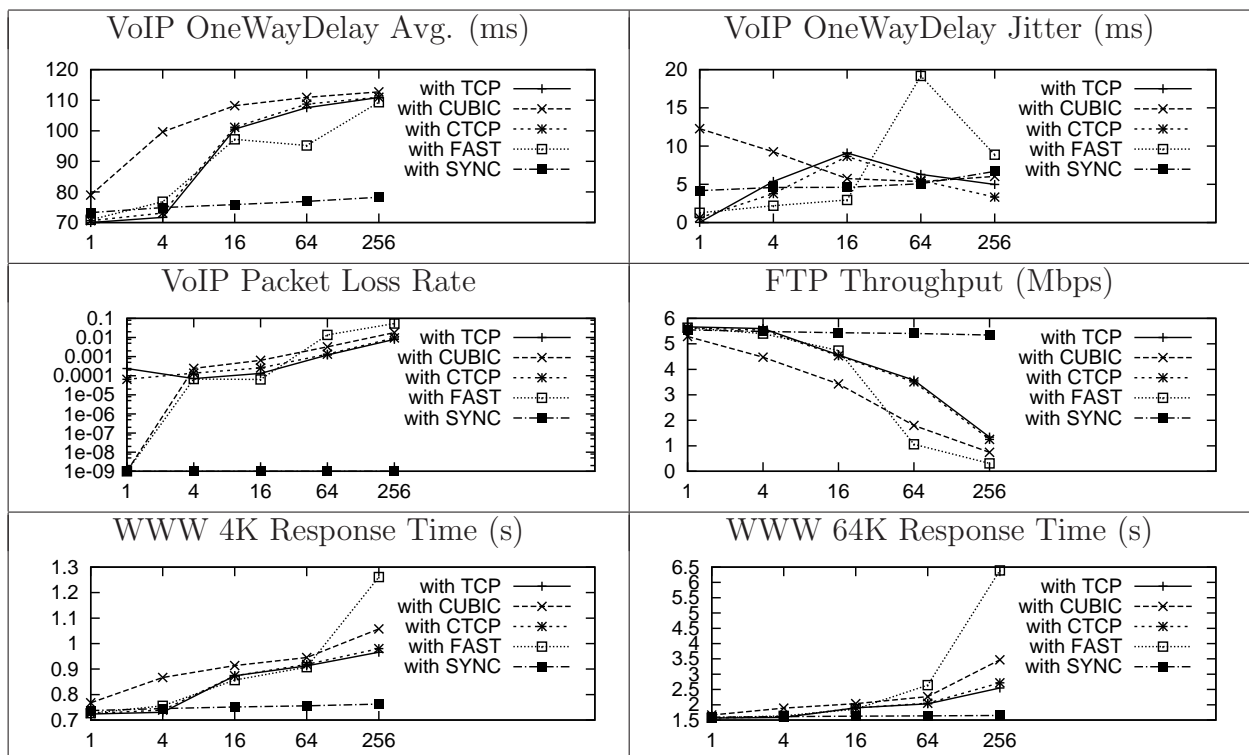 VoIP OneWayDelay Avg. (ms)
120
110
100
90
80
70
1 4 16 64 256
with TCP
with CUBIC
with CTCP
with FAST
with SYNC
VoIP OneWayDelay Jitter (ms)
20
15
10
5
0
1 4 16 64 256
with TCP
with CUBIC
with CTCP
with FAST
with SYNC
VoIP Packet Loss Rate
0.1
0.01
0.001
0.0001
1e-05
1e-06
1e-07
1e-08
1e-09
1 4 16 64 256
with TCP
with CUBIC
with CTCP
with FAST
with SYNC
FTP Throughput (Mbps)
6
5
4
3
2
1
0
1 4 16 64 256
with TCP
with CUBIC
with CTCP
with FAST
with SYNC
WWW 4K Response Time (s)
1.3
1.2
1.1
1
0.9
0.8
0.7
1 4 16 64 256
with TCP
with CUBIC
with CTCP
with FAST
with SYNC
WWW 64K Response Time (s)
6.5
5.5
4.5
3.5
2.5
1.5
1 4 16 64 256
with TCP
with CUBIC
with CTCP
with FAST
with SYNC